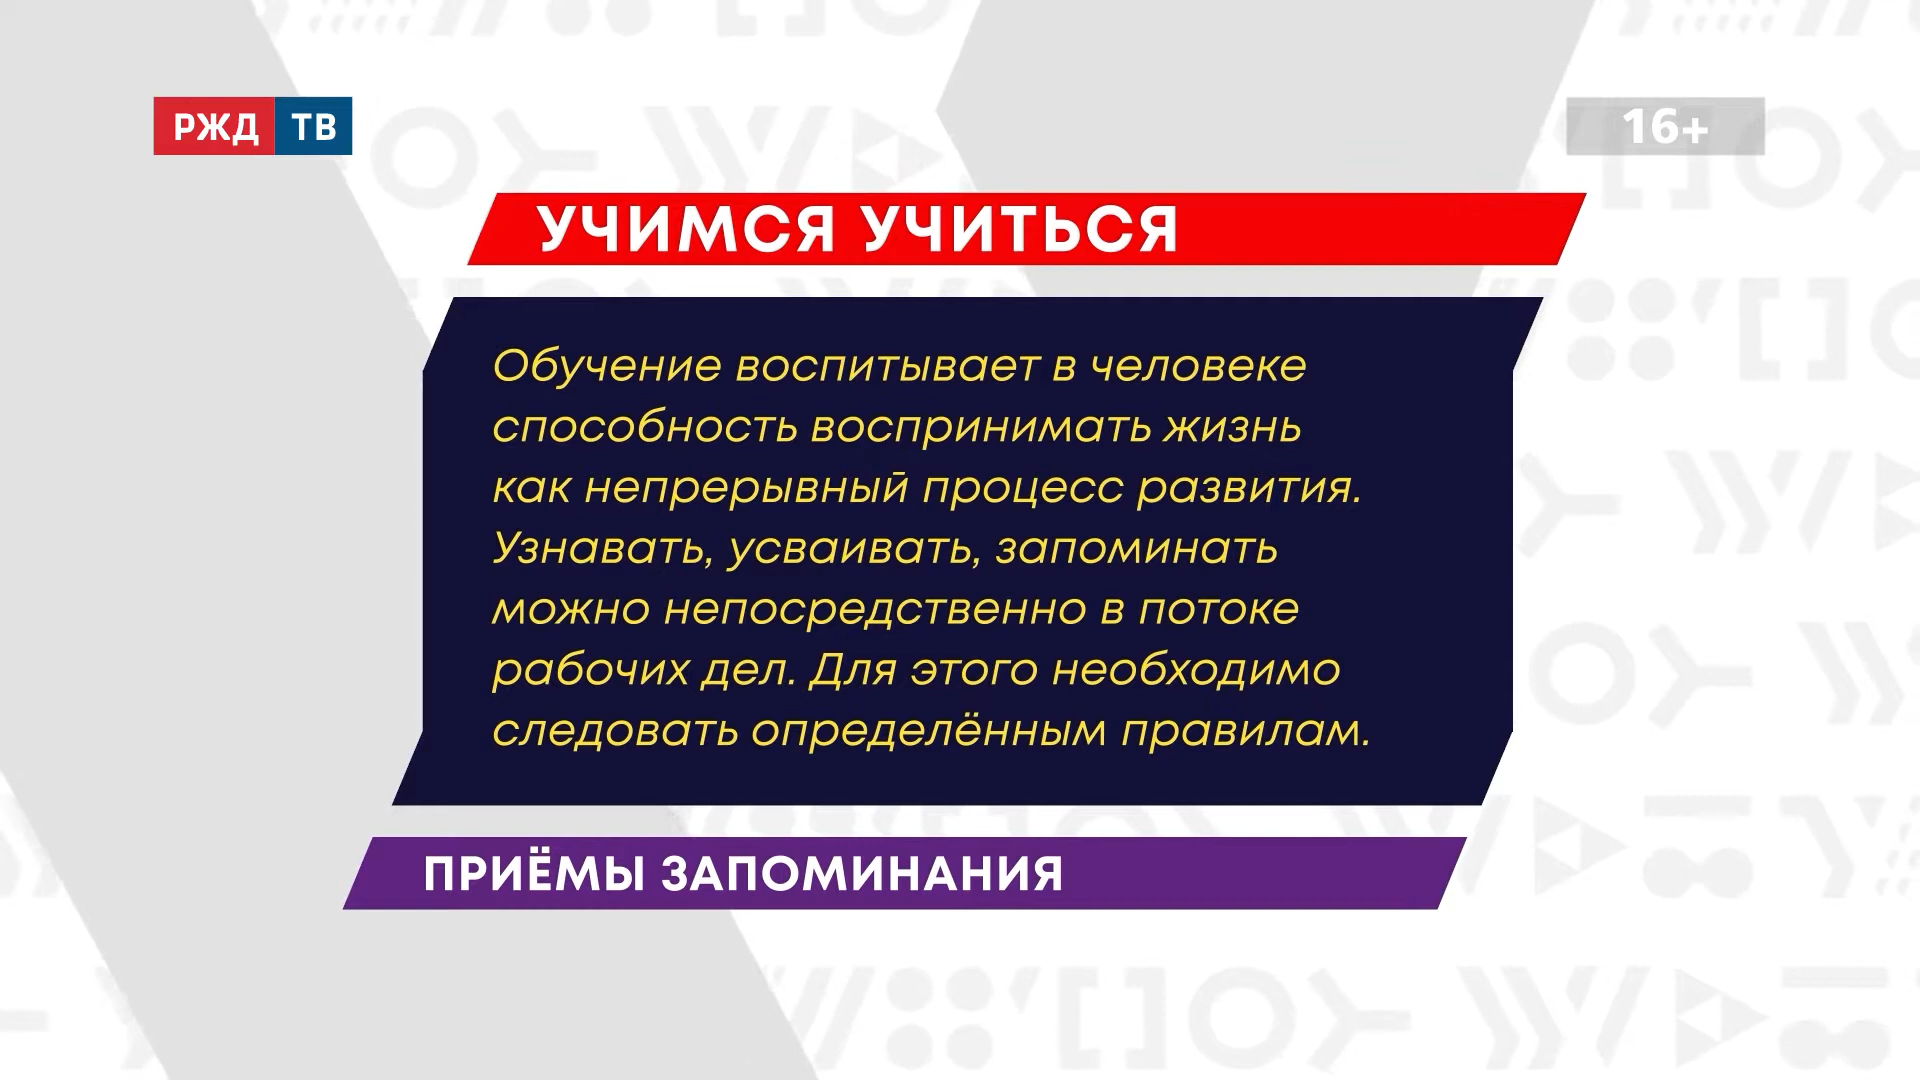 РЖД ТВ
16+
УЧИМСЯ УЧИТЬСЯ
Обучение воспитывает в человеке
способность воспринимать жизнь
как непрерывный процесс развития.
Узнавать, усваивать, запоминать
можно непосредственно в потоке
рабочих дел. Для этого необходимо
следовать определённым правилам.
ПРИЁМЫ ЗАПОМИНАНИЯ